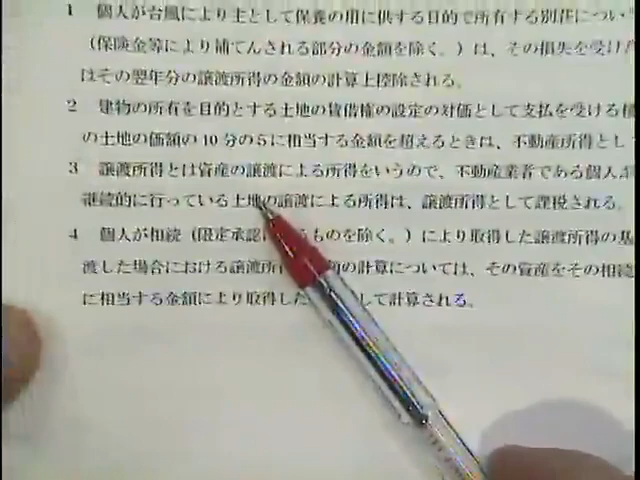 1 個人が台風により主として保養の用に供する目的で所有する別荘につい
（保険金等により補てんされる部分の金額を除く。）は、その損失を受けた
はその翌年分の譲渡所得の金額の計算上控除される。
2 建物の所有を目的とする土地の賃借権の設定の対価として支払を受ける権
の土地の価額の10分の5に相当する金額を超えるときは、不動産所得とし
3 譲渡所得とは資産の譲渡による所得をいうので、不動産業者である個人が
継続的に行っている土地の譲渡による所得は、譲渡所得として課税される。
4 個人が相続（限定承認に うものを除く。）により取得した譲渡所得の基
渡した場合における譲渡所 の計算については、その資産をその相続
に相当する金額により取得した して計算される。